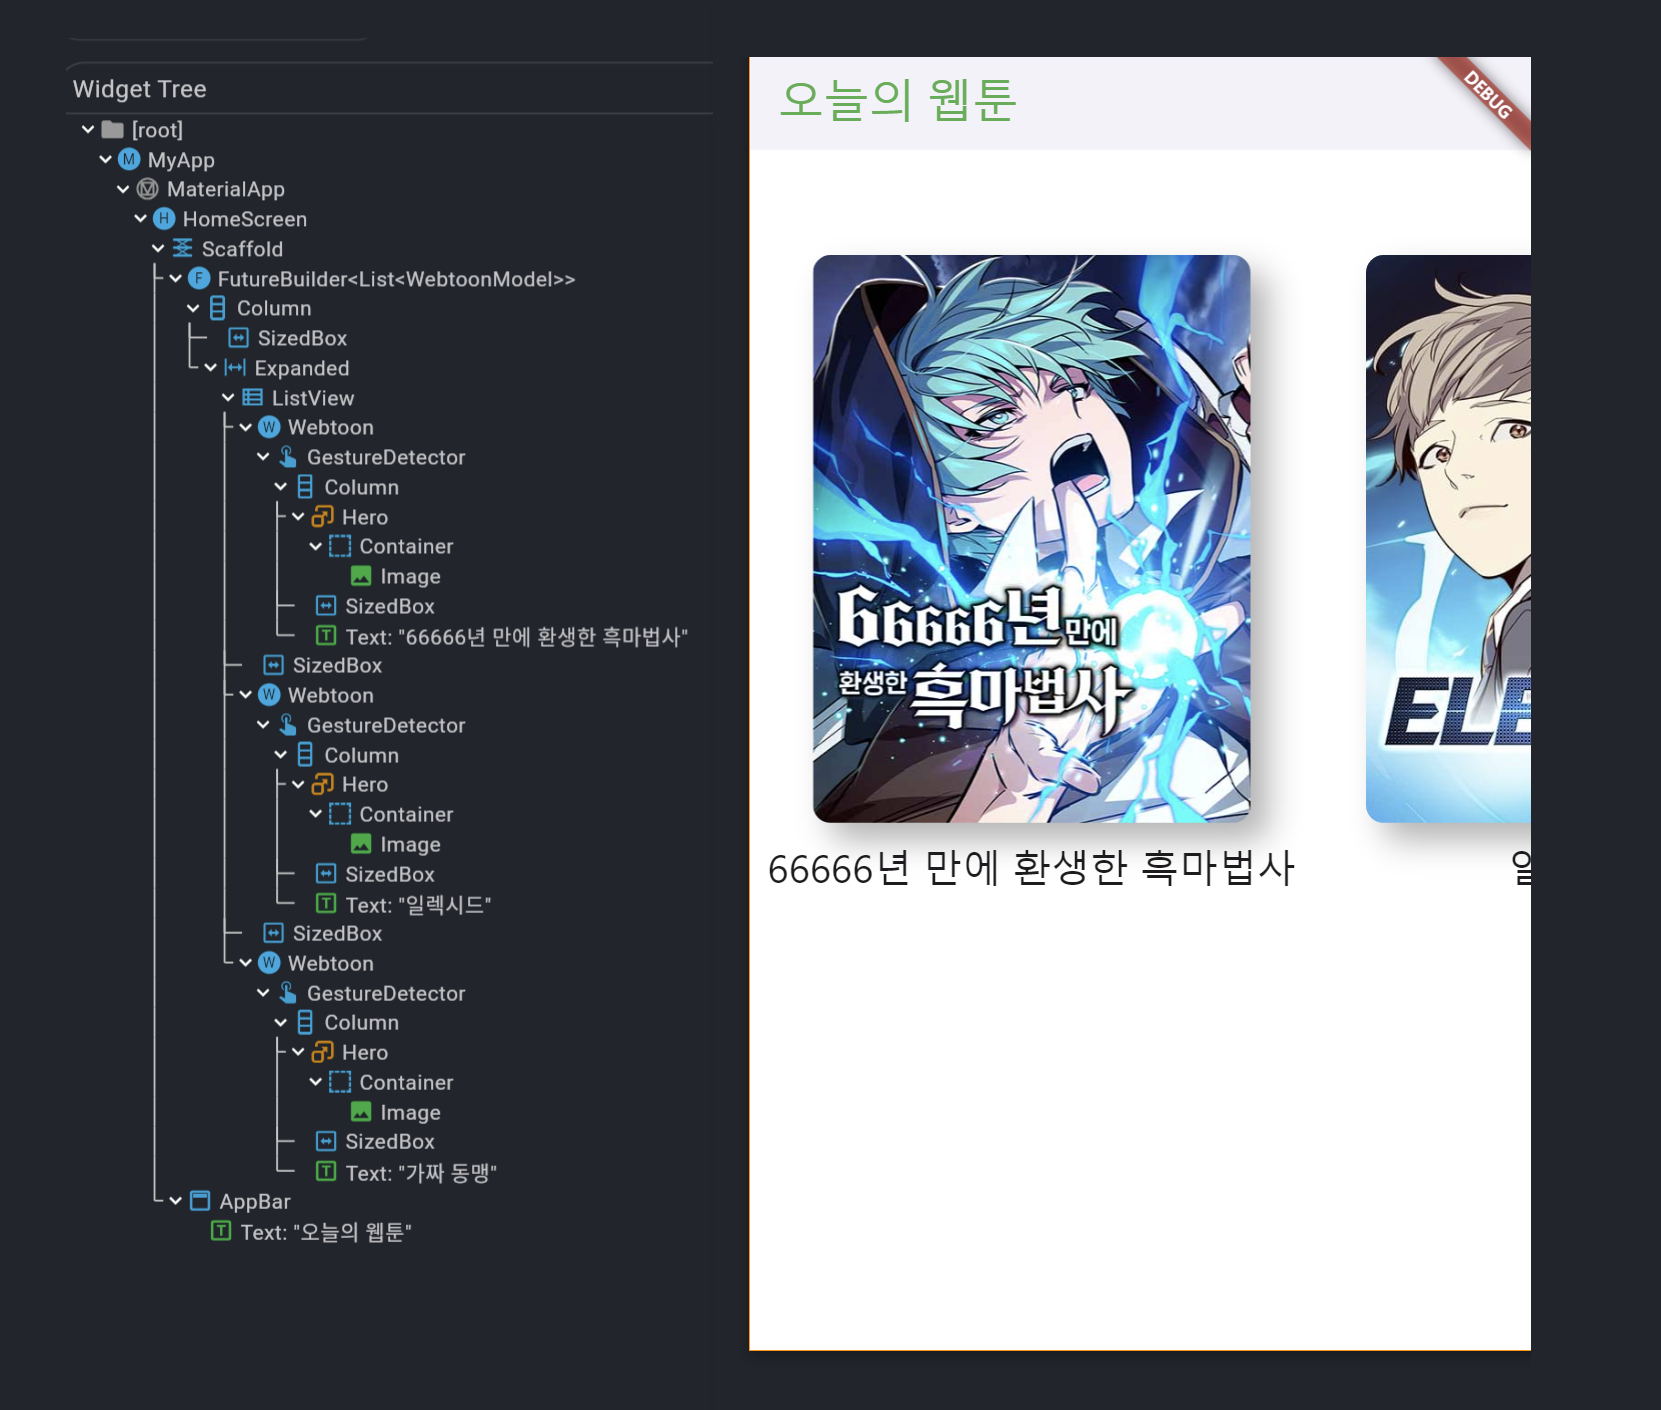 Widget Tree
[root]
MyApp
MaterialApp
HomeScreen
Scaffold
FutureBuilder<List<WebtoonModel>>
Column
SizedBox
Expanded
ListView
Webtoon
GestureDetector
Column
Hero
Container
Image
SizedBox
Text: "66666년 만에 환생한 흑마법사"
SizedBox
Webtoon
GestureDetector
Column
Hero
Container
Image
SizedBox
Text: "일렉시드"
SizedBox
Webtoon
GestureDetector
Column
Hero
Container
Image
SizedBox
Text: "가짜 동맹"
AppBar
Text: "오늘의 웹툰"
오늘의 웹툰
DEBUG
66666년 만에
환생한 흑마법사
ELE
66666년 만에 환생한 흑마법사